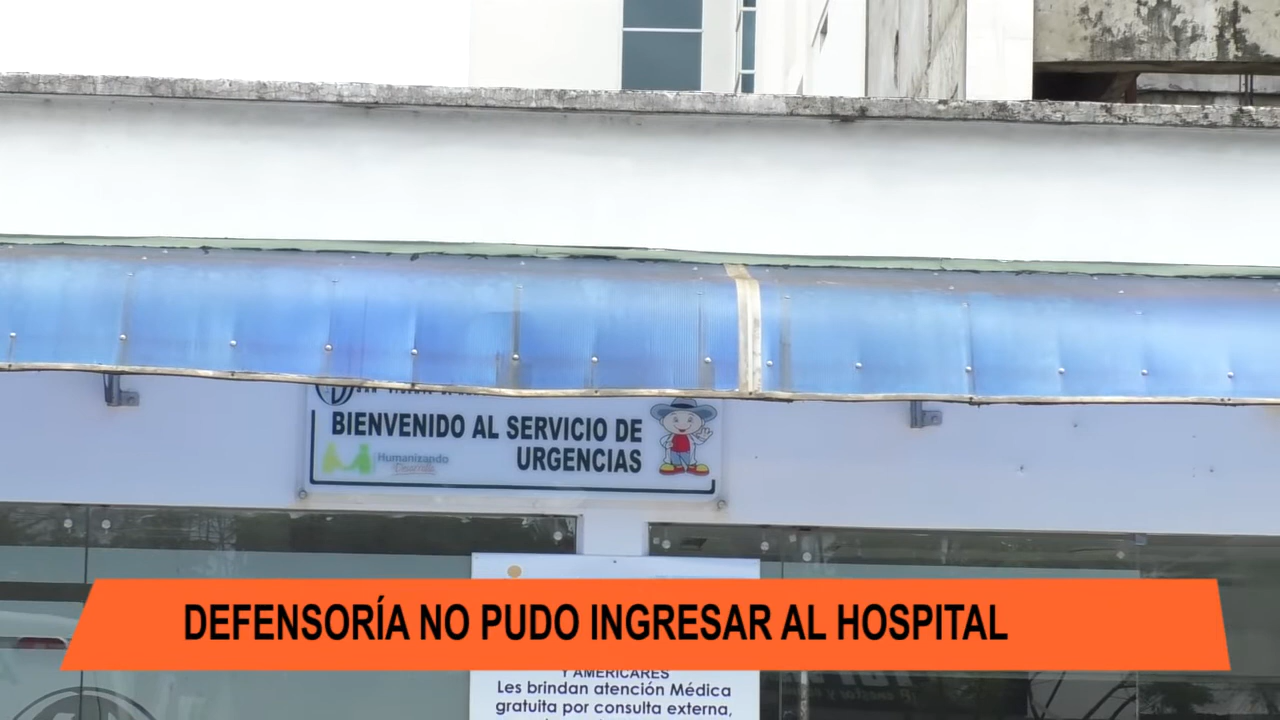 BIENVENIDO AL SERVICIO DE
URGENCIAS
Humanizando
Desarrollo
DEFENSORÍA NO PUDO INGRESAR AL HOSPITAL
Y AMERICARES
Les brindan atención Médica
gratuita por consulta externa,